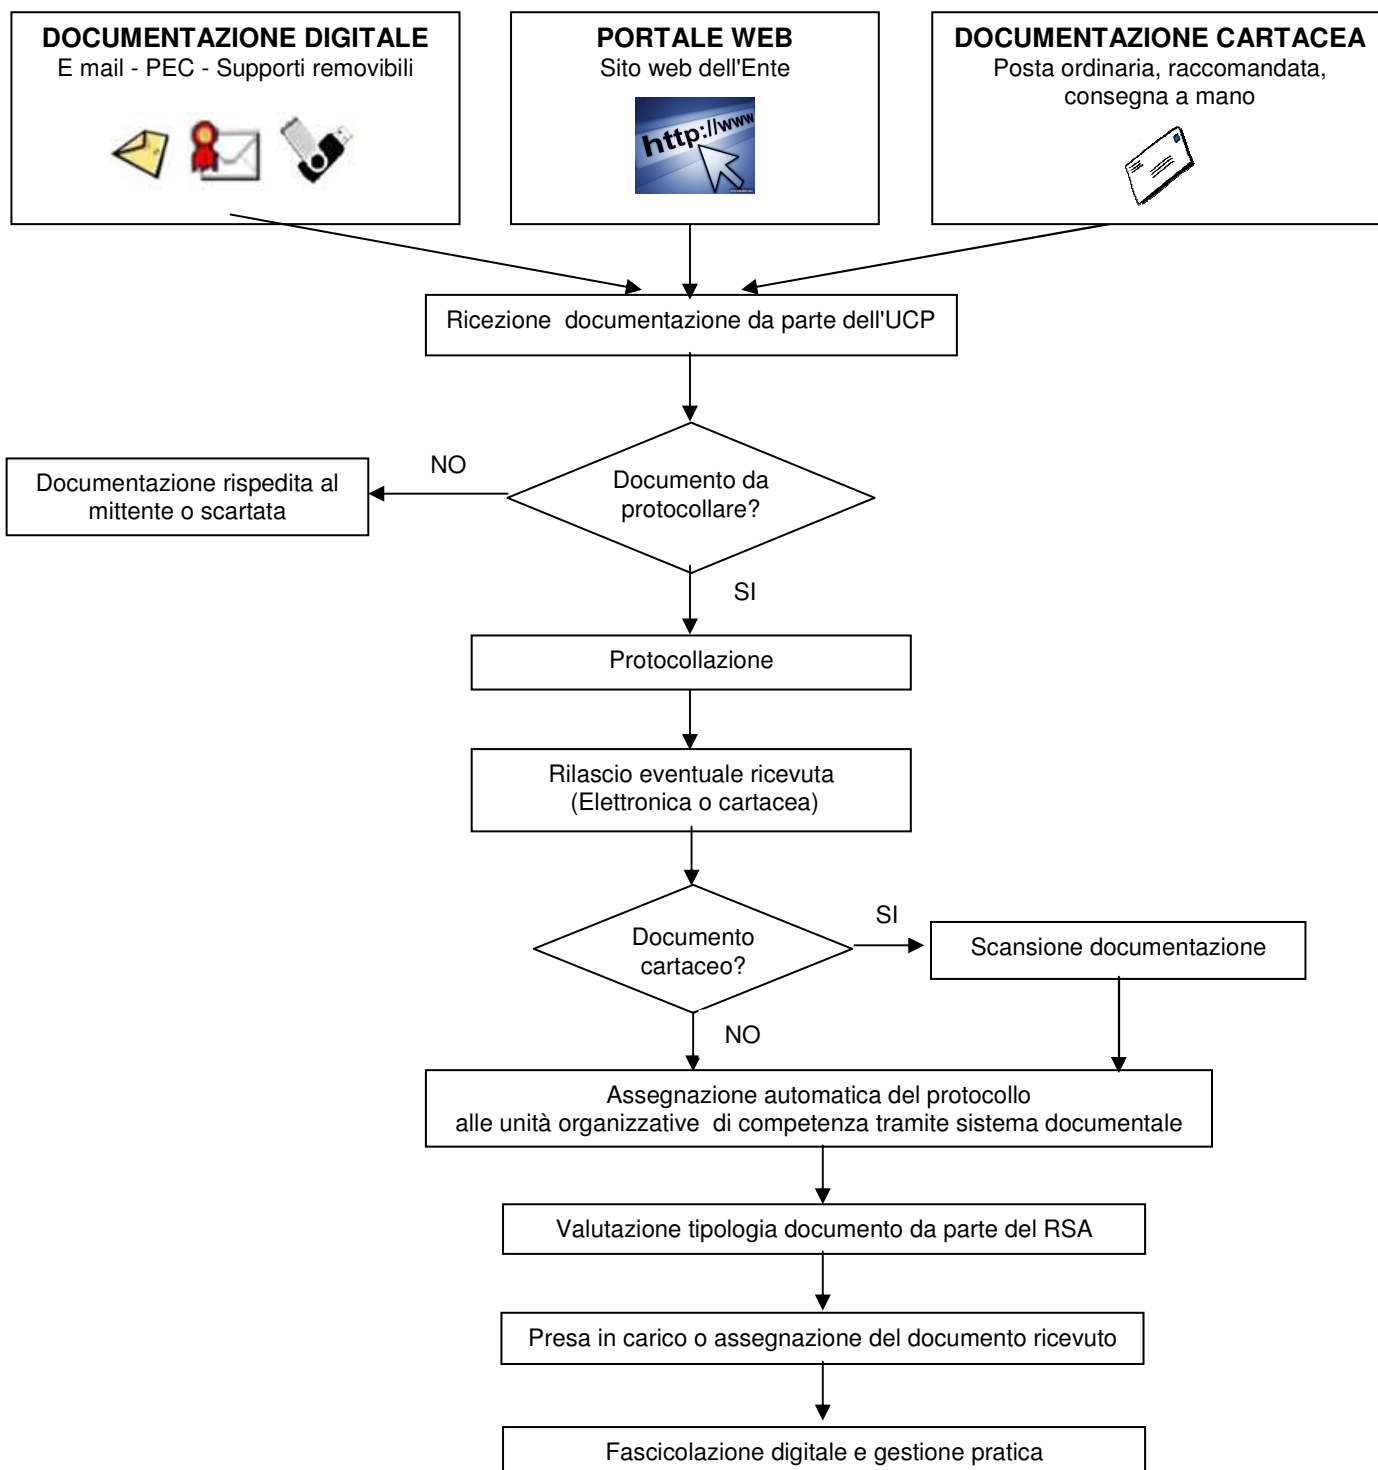 DOCUMENTAZIONE DIGITALE
E mail - PEC - Supporti removibili
PORTALE WEB
Sito web dell'Ente
http://www
DOCUMENTAZIONE CARTACEA
Posta ordinaria, raccomandata,
consegna a mano
Ricezione documentazione da parte dell'UCP
NO
Documentazione rispedita al
mittente o scartata
Documento da
protocollare?
SI
Protocollazione
Rilascio eventuale ricevuta
(Elettronica o cartacea)
Documento
cartaceo?
SI
Scansione documentazione
NO
Assegnazione automatica del protocollo
alle unità organizzative di competenza tramite sistema documentale
Valutazione tipologia documento da parte del RSA
Presa in carico o assegnazione del documento ricevuto
Fascicolazione digitale e gestione pratica